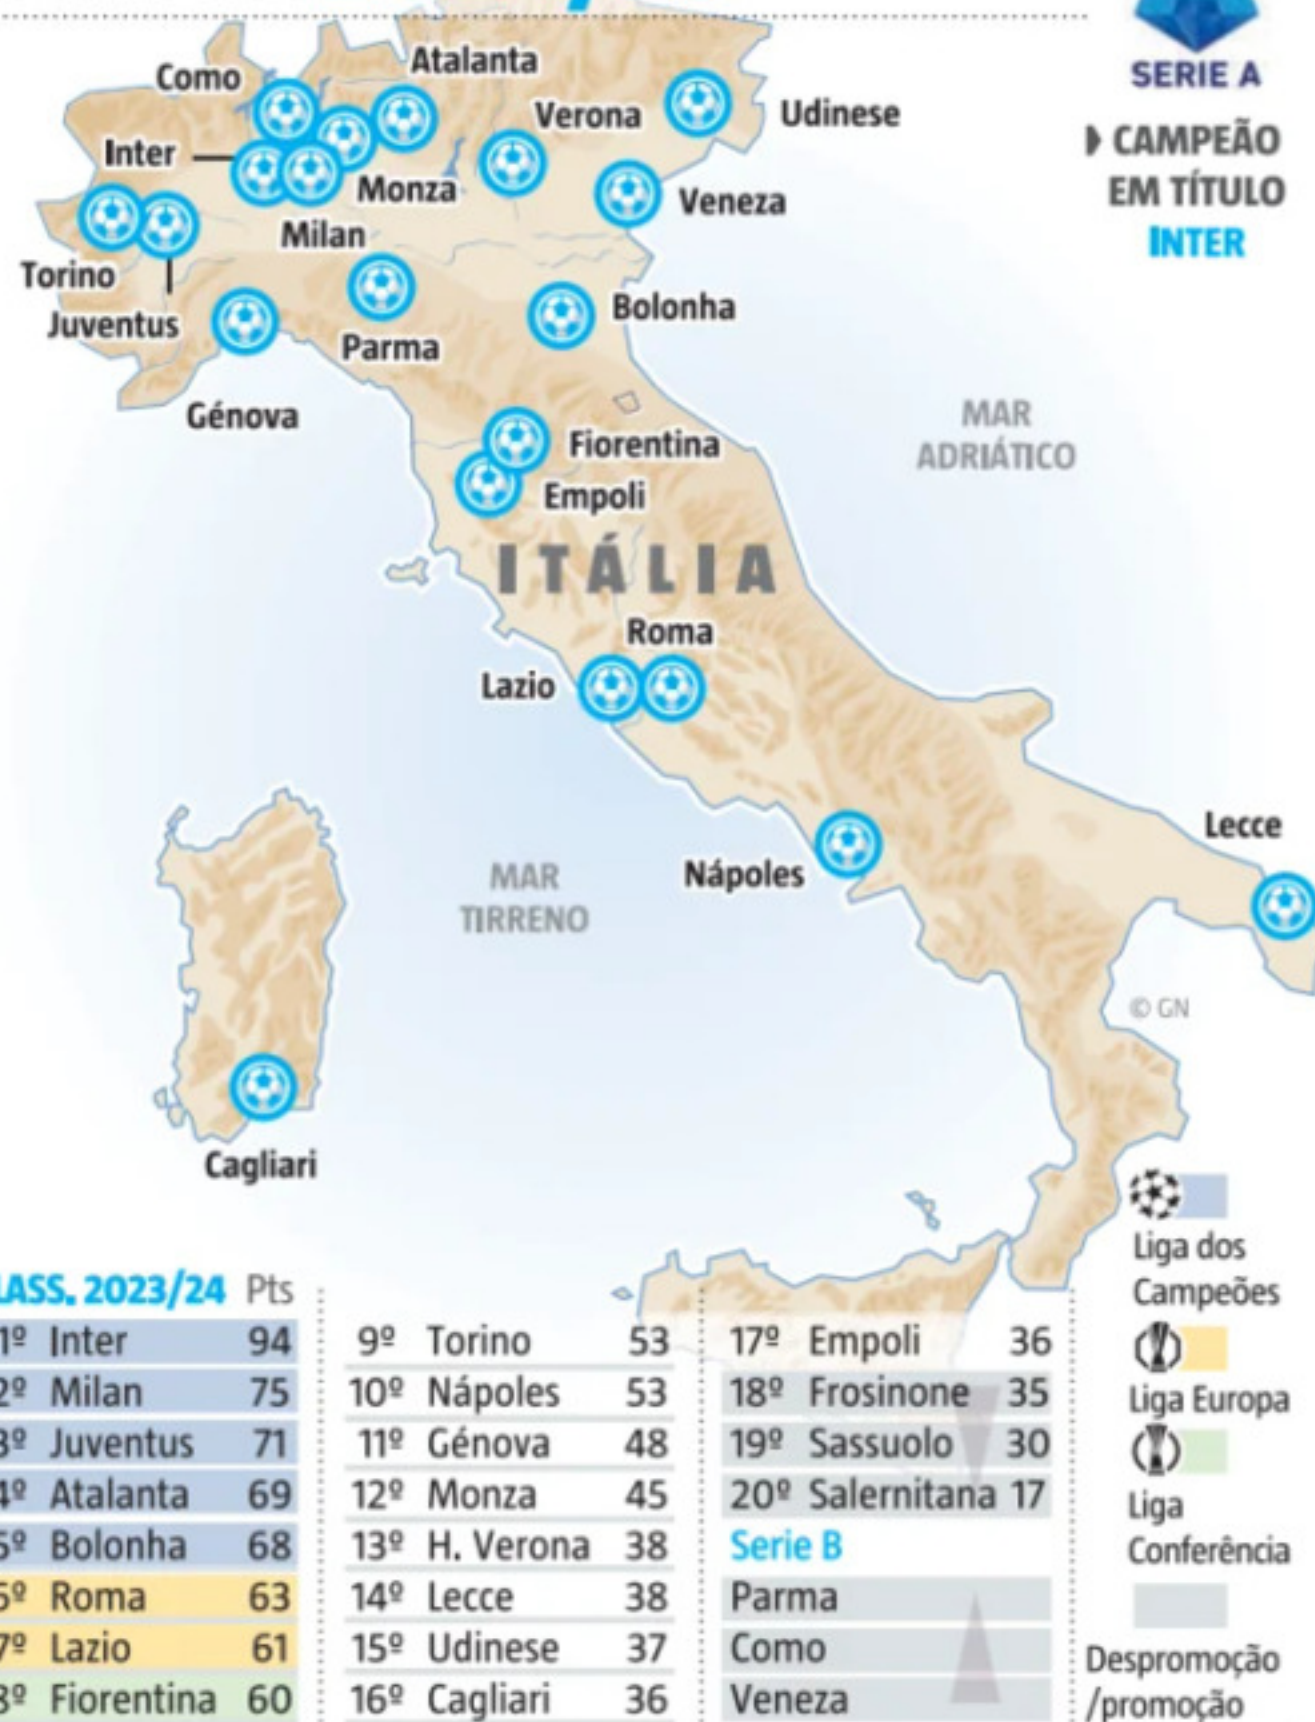 SERIE A
CAMPEÃO
EM TÍTULO
INTER
Atalanta
Como
Verona
Udinese
Inter
Monza
Veneza
Milan
Torino
Juventus
Parma
Bolonha
Génova
Fiorentina
Empoli
MAR
ADRIÁTICO
ITÁLIA
Roma
Lazio
Nápoles
Lecce
MAR
TIRRENO
© GN
Cagliari
LASS. 2023/24 Pts
1º Inter 94
2º Milan 75
3º Juventus 71
4º Atalanta 69
5º Bolonha 68
6º Roma 63
7º Lazio 61
8º Fiorentina 60
9º Torino 53
10º Nápoles 53
11º Génova 48
12º Monza 45
13º H. Verona 38
14º Lecce 38
15º Udinese 37
16º Cagliari 36
17º Empoli 36
18º Frosinone 35
19º Sassuolo 30
20º Salernitana 17
Serie B
Parma
Como
Veneza
Liga dos
Campeões
Liga Europa
Liga
Conferência
Despromoção
/promoção